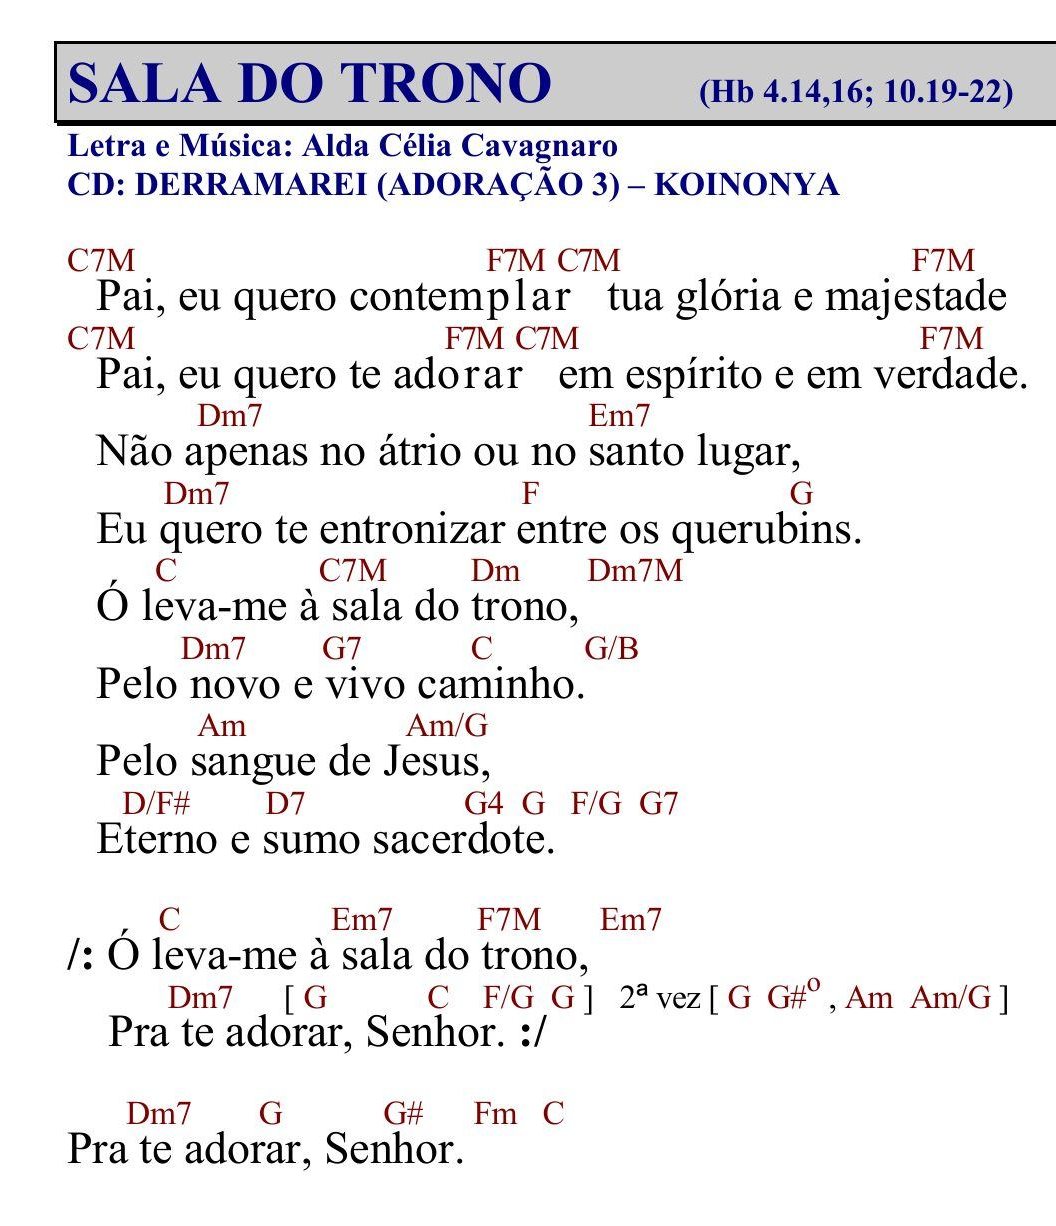 SALA DO TRONO (Hb 4.14,16; 10.19-22)
Letra e Música: Alda Célia Cavagnaro
CD: DERRAMAREI (ADORAÇÃO 3) – KOINONYA
C7M F7M C7M F7M
Pai, eu quero contemplar tua glória e majestade
C7M F7M C7M F7M
Pai, eu quero te adorar em espírito e em verdade.
Dm7 Em7
Não apenas no átrio ou no santo lugar,
Dm7 F G
Eu quero te entronizar entre os querubins.
C C7M Dm Dm7M
Ó leva-me à sala do trono,
Dm7 G7 C G/B
Pelo novo e vivo caminho.
Am Am/G
Pelo sangue de Jesus,
D/F# D7 G4 G F/G G7
Eterno e sumo sacerdote.
C Em7 F7M Em7
/: Ó leva-me à sala do trono,
Dm7 [ G C F/G G ] 2ª vez [ G G#º , Am Am/G ]
Pra te adorar, Senhor. :/
Dm7 G G# Fm C
Pra te adorar, Senhor.